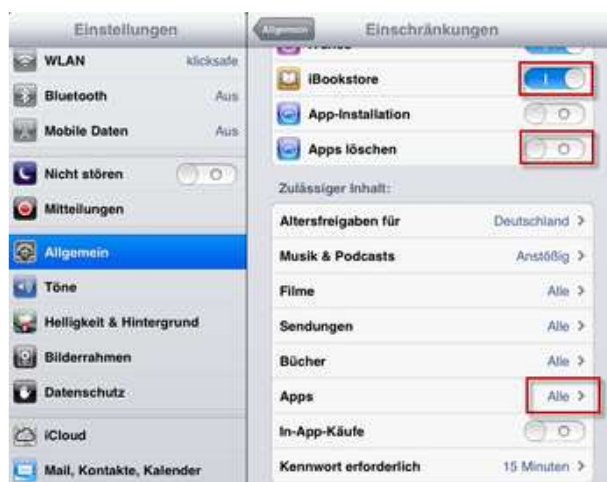 Einstellungen
WLAN klicksafe
Bluetooth Aus
Mobile Daten Aus
Nicht stören
Mitteilungen
Allgemein
Töne
Helligkeit & Hintergrund
Bilderrahmen
Datenschutz
iCloud
Mail, Kontakte, Kalender
Allgemein Einschränkungen
iBookstore
App-Installation
Apps löschen
Zulässiger Inhalt:
Altersfreigaben für Deutschland
Musik & Podcasts Anstößig
Filme Alle
Sendungen Alle
Bücher Alle
Apps Alle
In-App-Käufe
Kennwort erforderlich 15 Minuten